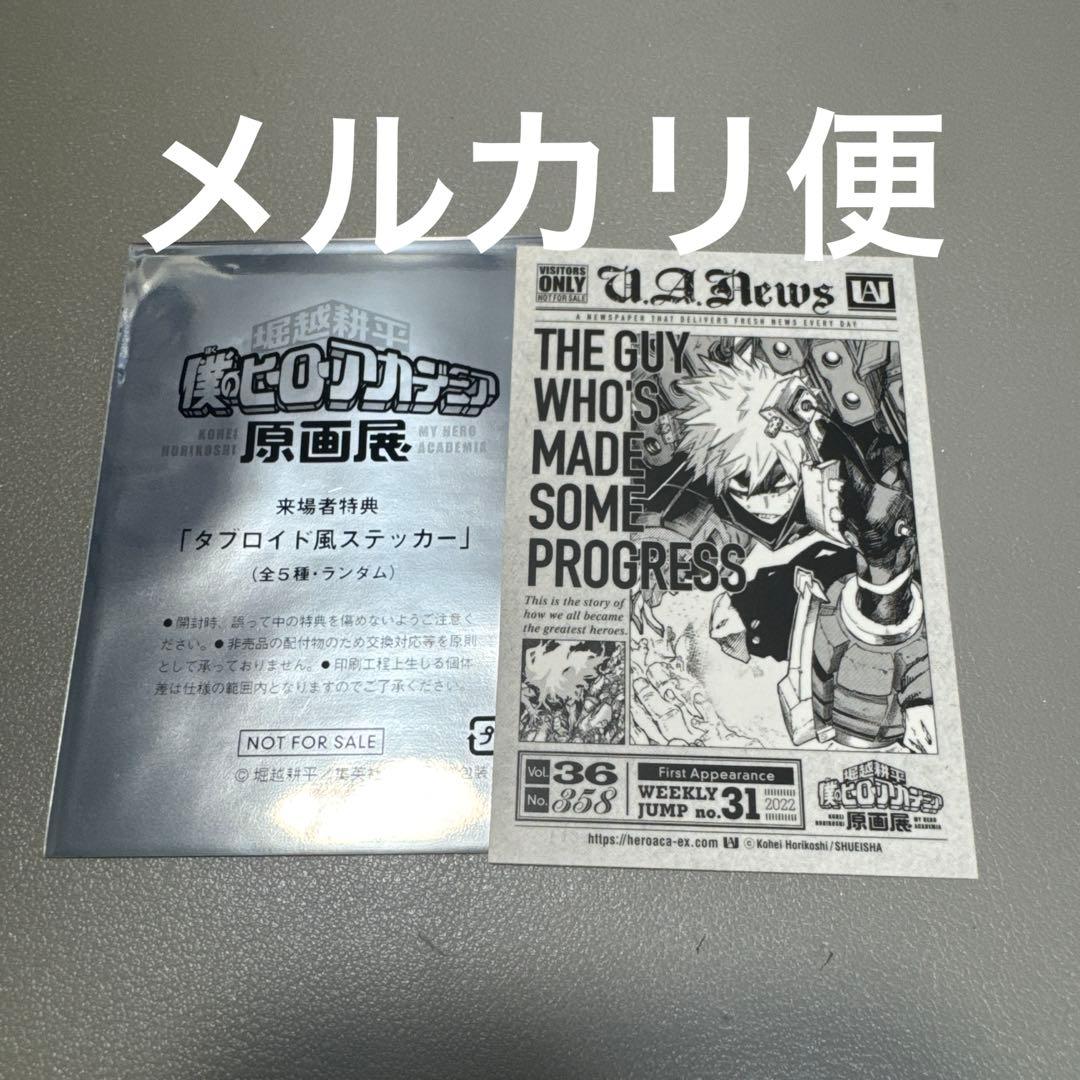 メルカリ便
堀越耕平
僕のヒーローアカデミア
KOHEI HORIKOSHI
原画展
MY HERO ACADEMIA
来場者特典
「タブロイド風ステッカー」
(全5種・ランダム)
●開封時、誤って中の特典を傷めないようご注意く
ださい。●非売品の配付物のため交換対応等を原則
として承っておりません。●印刷工程上生じる個体
差は仕様の範囲内となりますのでご了承ください。
NOT FOR SALE
プ
©堀越耕平/集英社
包装
VISITORS
ONLY
NOT FOR SALE
U.A.News
UA
A NEWSPAPER THAT DELIVERS FRESH NEWS EVERY DAY
THE GUY
WHO'S
MADE
SOME
PROGRESS
This is the story of
how we all became
the greatest heroes.
Vol. 36
No. 358
First Appearance
WEEKLY
JUMP no.31
2022
堀越耕平
僕のヒーローアカデミア
KOHEI HORIKOSHI
原画展
MY HERO ACADEMIA
https://heroaca-ex.com UA © Kohei Horikoshi/SHUEISHA